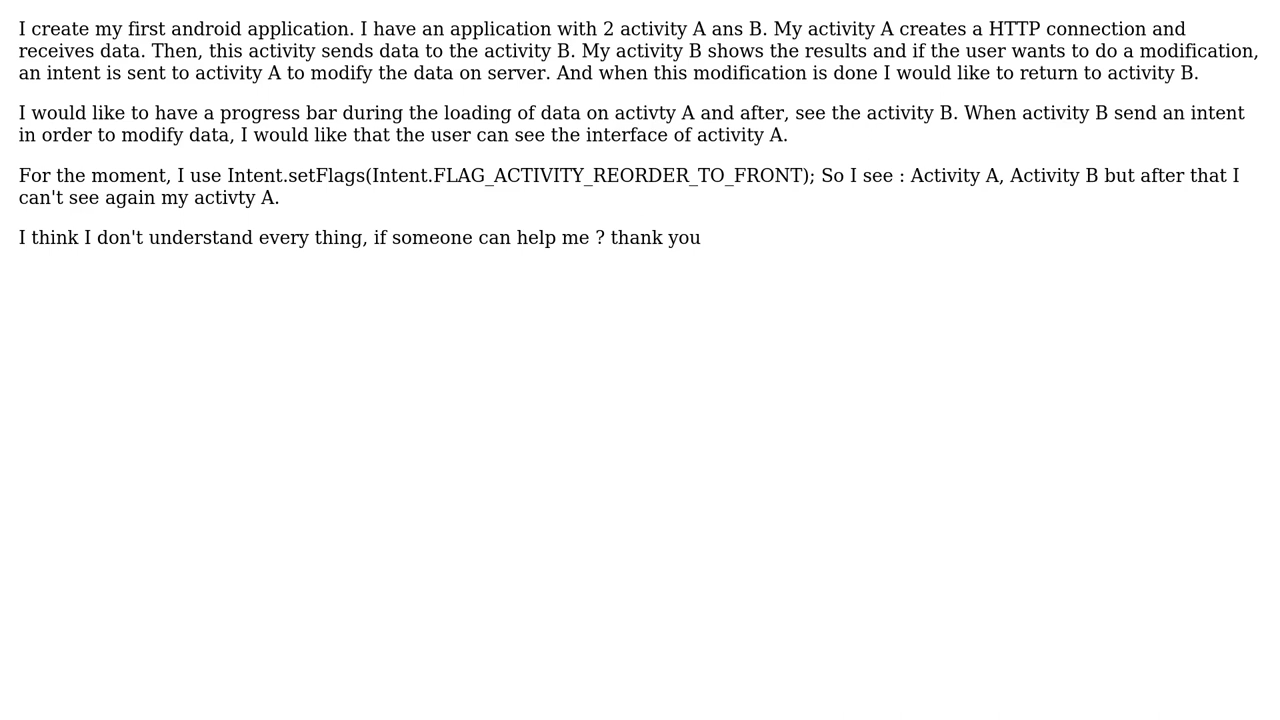 I create my first android application. I have an application with 2 activity A ans B. My activity A creates a HTTP connection and
receives data. Then, this activity sends data to the activity B. My activity B shows the results and if the user wants to do a modification,
an intent is sent to activity A to modify the data on server. And when this modification is done I would like to return to activity B.
I would like to have a progress bar during the loading of data on activty A and after, see the activity B. When activity B send an intent
in order to modify data, I would like that the user can see the interface of activity A.
For the moment, I use Intent.setFlags(Intent.FLAG_ACTIVITY_REORDER_TO_FRONT); So I see : Activity A, Activity B but after that I
can't see again my activty A.
I think I don't understand every thing, if someone can help me ? thank you